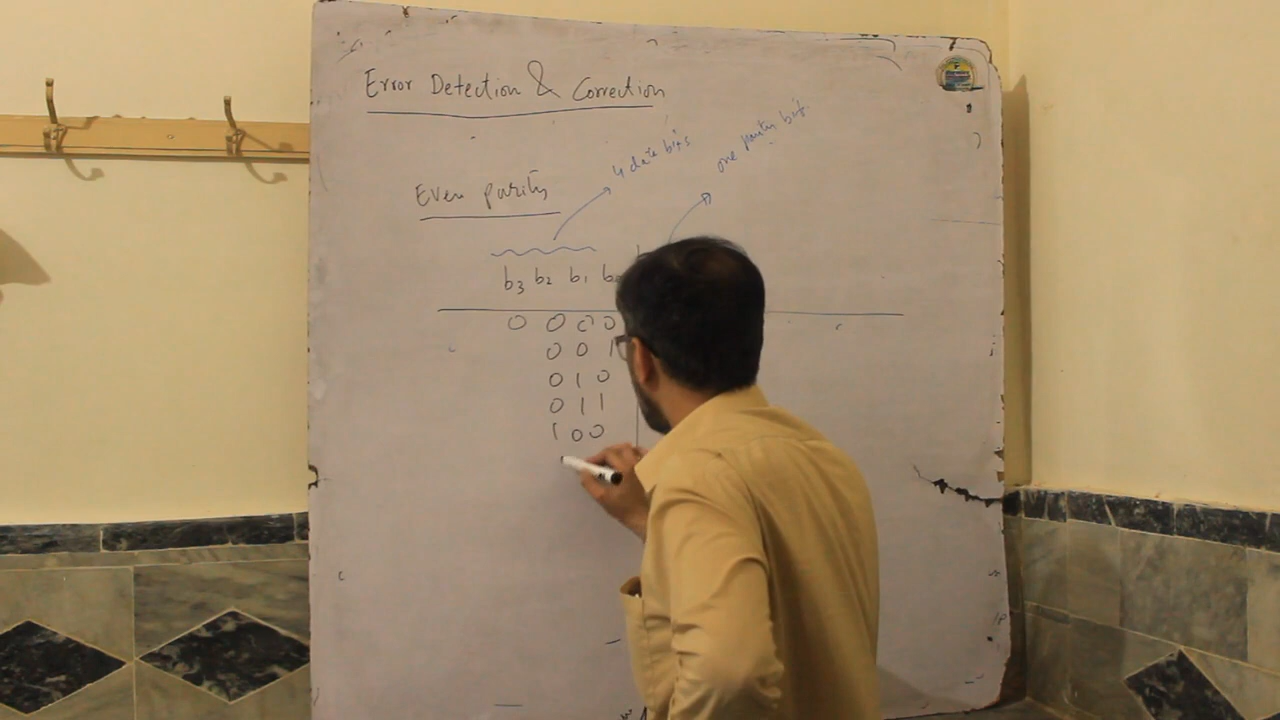 Error Detection & Correction
4 data bits
one parity bit
Even parity
b3 b2 b1 b
0 0 0 0
0 0 1
0 1 0
0 1 1
1 0 0